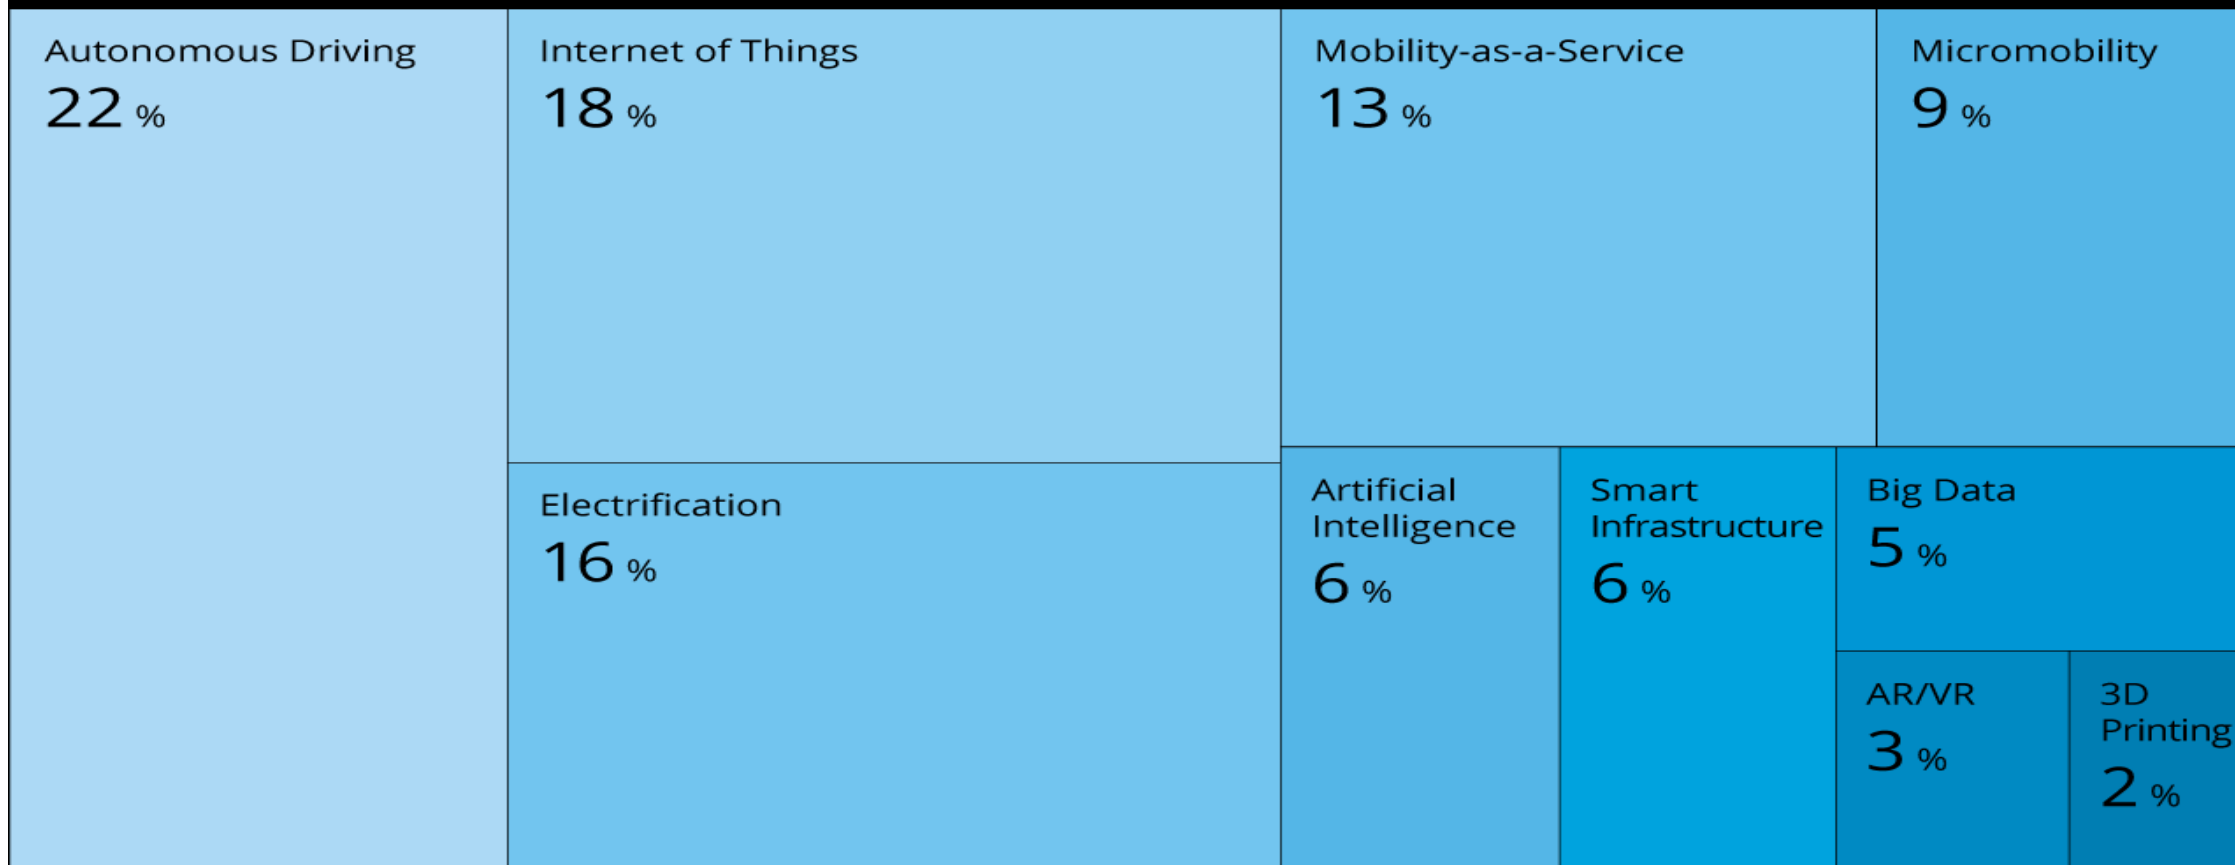 Autonomous Driving
22 %
Internet of Things
18 %
Electrification
16 %
Mobility-as-a-Service
13 %
Micromobility
9 %
Artificial
Intelligence
6 %
Smart
Infrastructure
6 %
Big Data
5 %
AR/VR
3 %
3D
Printing
2 %